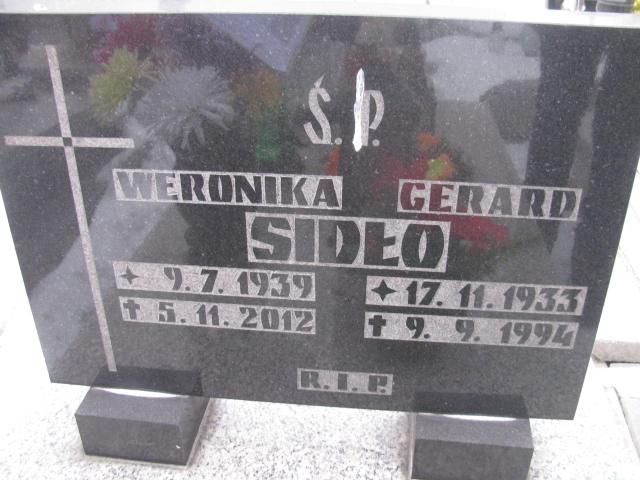 Ś.P.
WERONIKA GERARD
SIDŁO
9.7.1939 17.11.1933
5.11.2012 9.9.1994
R.I.P.